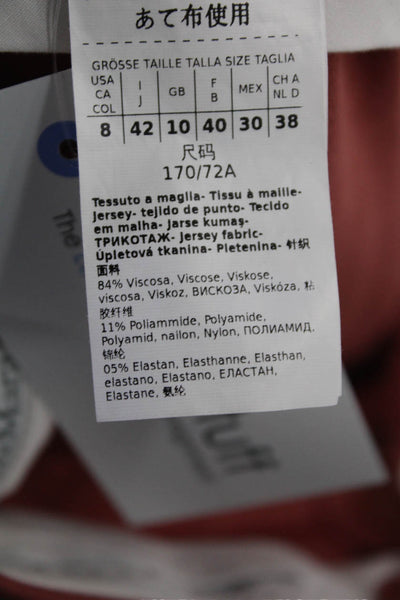 あて布使用
GRÖSSE TAILLE TALLA SIZE TAGLIA
USA CA COL I J GB F B MEX CH A NL D
8 42 10 40 30 38
尺码
170/72A
Tessuto a maglia- Tissu à maille-
Jersey- tejido de punto- Tecido
em malha- Jarse kumaş-
ТРИКОТАЖ- Jersey fabric-
Úpletová tkanina- Pletenina- 针织
面料
84% Viscosa, Viscose, Viskose,
viscosa, Viskoz, ВИСКОЗА, Viskóza, 粘
胶纤维
11% Poliammide, Polyamide,
Polyamid, nailon, Nylon, ПОЛИАМИД,
锦纶
05% Elastan, Elasthanne, Elasthan,
elastano, Elastano, ЕЛАСТАН,
Elastane, 氨纶
The